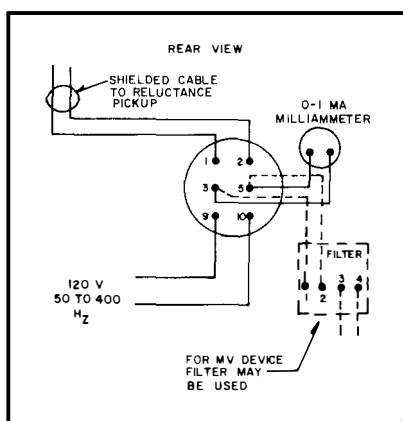 REAR VIEW
SHIELDED CABLE
TO RELUCTANCE
PICKUP
0-1 MA
MILLIAMMETER
1 2
3 5
9 10
FILTER
2 3 4
120 V
50 TO 400
HZ
FOR MV DEVICE
FILTER MAY
BE USED